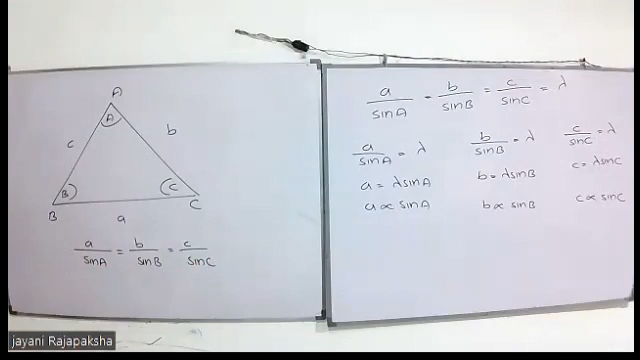 A
A
c
b
B
C
B
C
a
a/sinA = b/sinB = c/sinC
a/sinA = b/sinB = c/sinC = λ
a/sinA = λ b/sinB = λ c/sinC = λ
a = λsinA b = λsinB c = λsinC
a ∝ sinA b ∝ sinB c ∝ sinC
jayani Rajapaksha